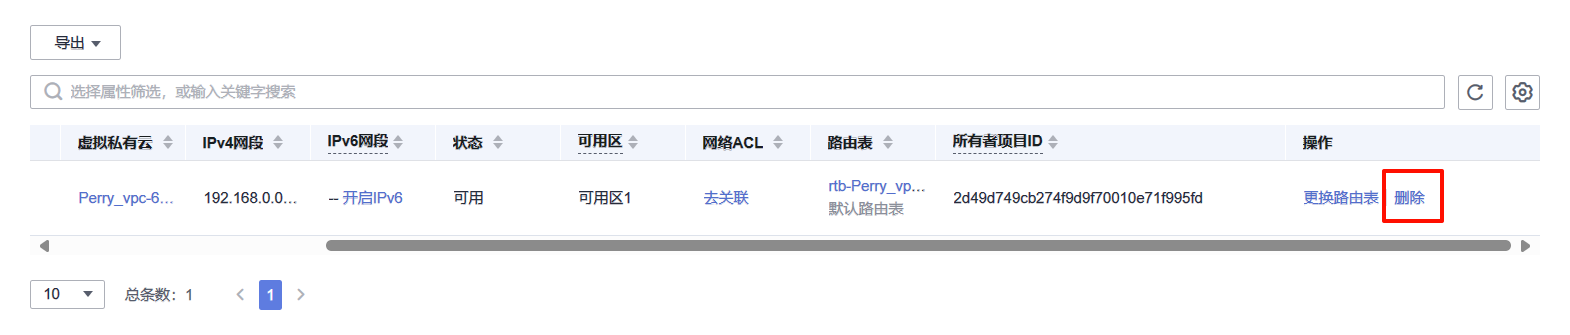 导出
选择属性筛选，或输入关键字搜索
虚拟私有云 IPv4网段 IPv6网段 状态 可用区 网络ACL 路由表 所有者项目ID 操作
Perry_vpc-6... 192.168.0.0... -- 开启IPv6 可用 可用区1 去关联 rtb-Perry_vp... 2d49d749cb274f9d9f70010e71f995fd 更换路由表 删除
默认路由表
10 总条数：1 1